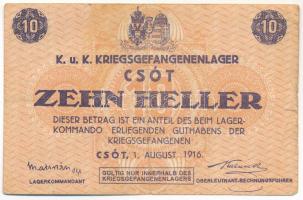 10 10
K. u. K. KRIEGSGEFANGENENLAGER
CSÓT
ZEHN HELLER
DIESER BETRAG IST EIN ANTEIL DES BEIM LAGER-
KOMMANDO ERLIEGENDEN GUTHABENS DER
KRIEGSGEFANGENEN
CSÓT, 1. AUGUST 1916.
LAGERKOMMANDANT
GÜLTIG NUR INNERHALB DES
KRIEGSGEFANGENENLAGERS
OBERLEUTNANT-RECHNUNGSFÜHRER